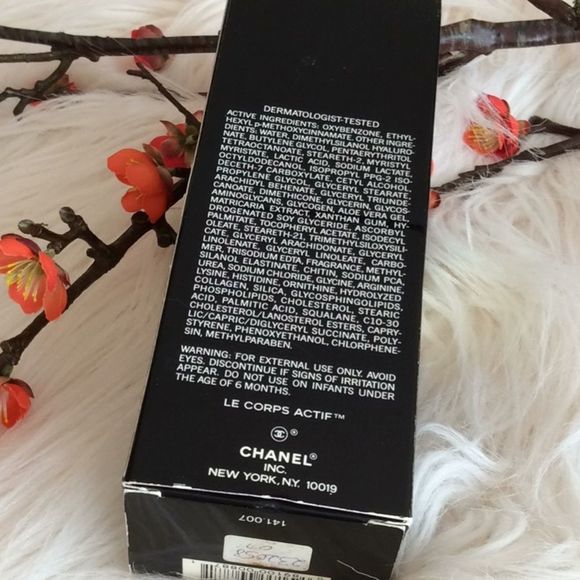 DERMATOLOGIST-TESTED
ACTIVE INGREDIENTS: OXYBENZONE, ETHYL-
HEXYL p-METHOXYCINNAMATE. OTHER INGRE-
DIENTS: WATER, DIMETHYLSILANOL HYALURO-
NATE, BUTYLENE GLYCOL, PENTAERYTHRITOL
TETRAOCTANOATE, STEARETH-2, MYRISTYL
MYRISTATE, LACTIC ACID, SODIUM LACTATE,
OCTYLDODECANOL, ISOPROPYL PPG-2 ISO-
DECETH-7 CARBOXYLATE, CETYL ALCOHOL,
PROPYLENE GLYCOL, GLYCERYL STEARATE,
ARACHIDYL BEHENATE, GLYCERYL TRIUNDE-
CANOATE, DIMETHICONE, GLYCERIN, GLYCOS-
AMINOGLYCANS, GLYCOGEN, ALOE VERA GEL,
MATRICARIA EXTRACT, XANTHAN GUM, HY-
DROGENATED SOY GLYCERIDE, ASCORBYL
PALMITATE, TOCOPHERYL ACETATE, ISODECYL
OLEATE, STEARETH-21, TRIMETHYLSILOXYSILI-
CATE, GLYCERYL ARACHIDONATE, GLYCERYL
LINOLENATE, GLYCERYL LINOLEATE, CARBO-
MER, TRISODIUM EDTA, FRAGRANCE, METHYL-
SILANOL ELASTINATE, CHITIN, SODIUM PCA,
UREA, SODIUM CHLORIDE, GLYCINE, ARGININE,
LYSINE, HISTIDINE, ORNITHINE, HYDROLYZED
COLLAGEN, SILICA, GLYCOSPHINGOLIPIDS,
PHOSPHOLIPIDS, CHOLESTEROL, STEARIC
ACID, PALMITIC ACID, SQUALANE, C10-30
CHOLESTEROL/LANOSTEROL ESTERS, CAPRY-
LIC/CAPRIC/DIGLYCERYL SUCCINATE, POLY-
STYRENE, PHENOXYETHANOL, CHLORPHENE-
SIN, METHYLPARABEN.
WARNING: FOR EXTERNAL USE ONLY. AVOID
EYES. DISCONTINUE IF SIGNS OF IRRITATION
APPEAR. DO NOT USE ON INFANTS UNDER
THE AGE OF 6 MONTHS.
LE CORPS ACTIF™
®
CHANEL®
INC.
NEW YORK, N.Y. 10019
141.007